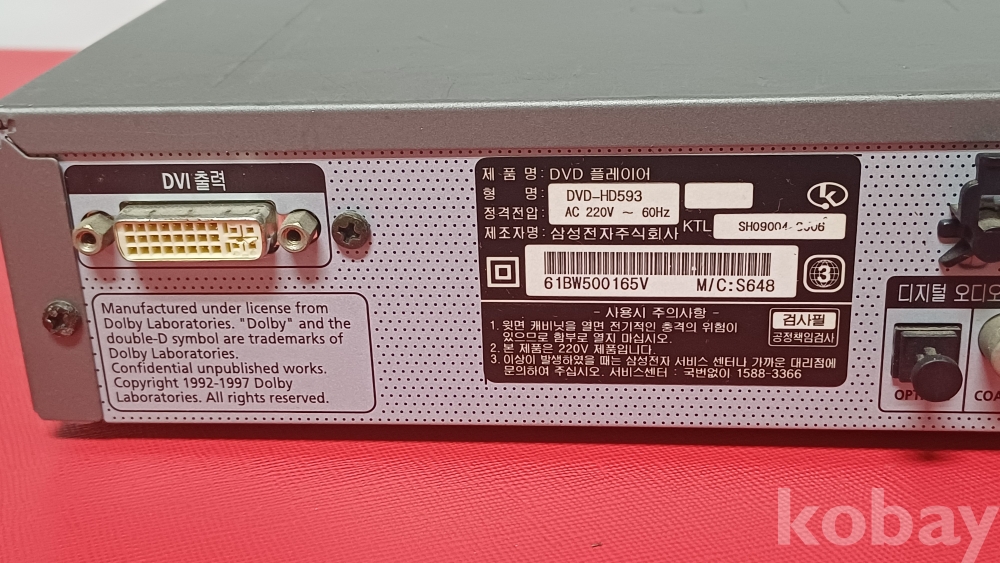 DVI 출력
Manufactured under license from
Dolby Laboratories. "Dolby" and the
double-D symbol are trademarks of
Dolby Laboratories.
Confidential unpublished works.
Copyright 1992-1997 Dolby
Laboratories. All rights reserved.
제 품 명: DVD 플레이어
형 명: DVD-HD593
정격전압: AC 220V ~ 60Hz
제조자명: 삼성전자주식회사
KTL
61BW500165V M/C:S648
3
- 사용시 주의사항 -
1. 윗면 캐비닛을 열면 전기적인 충격의 위험이
있으므로 함부로 열지 마십시오.
2. 본 제품은 220V 제품입니다.
3. 이상이 발생하였을 때는 삼성전자 서비스 센터나 가까운 대리점에
문의하여 주십시오. 서비스센터 : 국번없이 1588-3366
검사필
공정책임검사
디지털 오디오
kobay